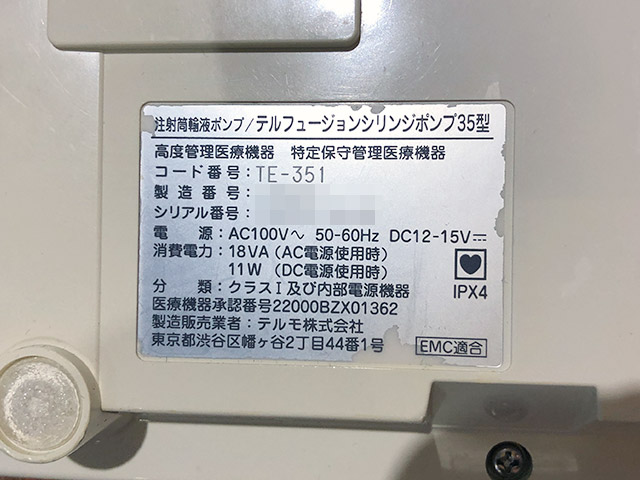 注射筒輸液ポンプ/テルフュージョンシリンジポンプ35型
高度管理医療機器 特定保守管理医療機器
コード番号:TE-351
製造番号:
シリアル番号:
電源:AC100V〜 50-60Hz DC12-15V⎓
消費電力:18VA (AC電源使用時)
11W (DC電源使用時)
分類:クラスⅠ及び内部電源機器
IPX4
医療機器承認番号22000BZX01362
製造販売業者:テルモ株式会社
東京都渋谷区幡ヶ谷2丁目44番1号
EMC適合